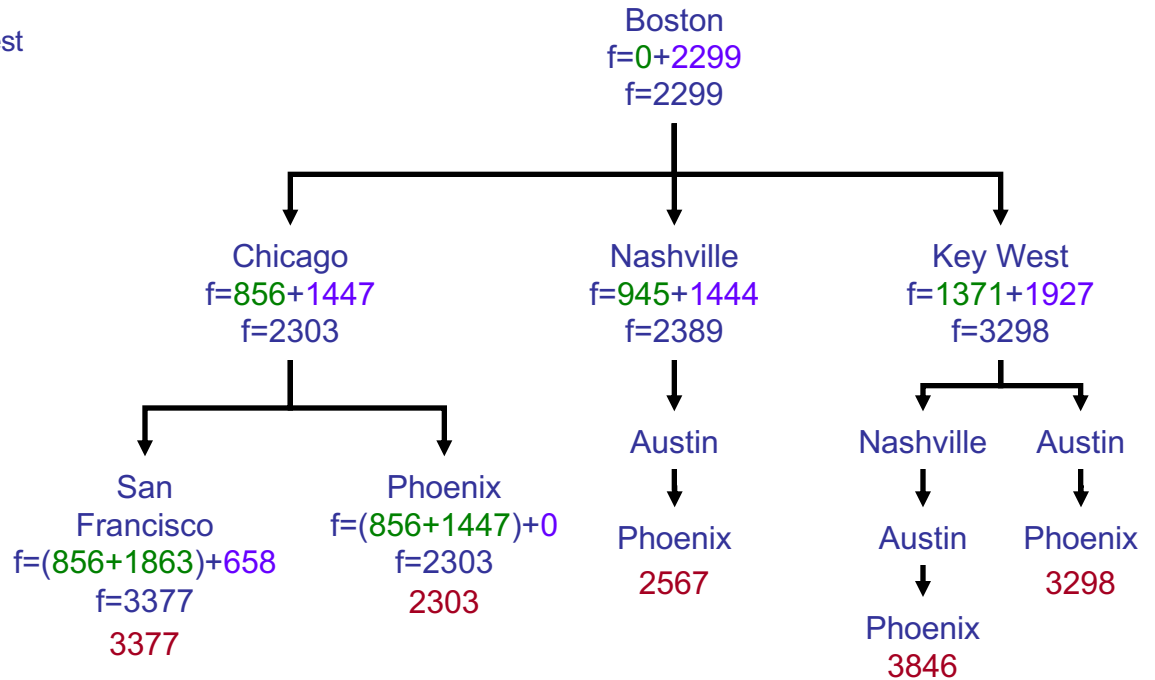 est
Boston
f=0+2299
f=2299
Chicago
f=856+1447
f=2303
Nashville
f=945+1444
f=2389
Key West
f=1371+1927
f=3298
San
Francisco
f=(856+1863)+658
f=3377
3377
Phoenix
f=(856+1447)+0
f=2303
2303
Austin
Phoenix
2567
Nashville
Austin
Phoenix
3846
Austin
Phoenix
3298